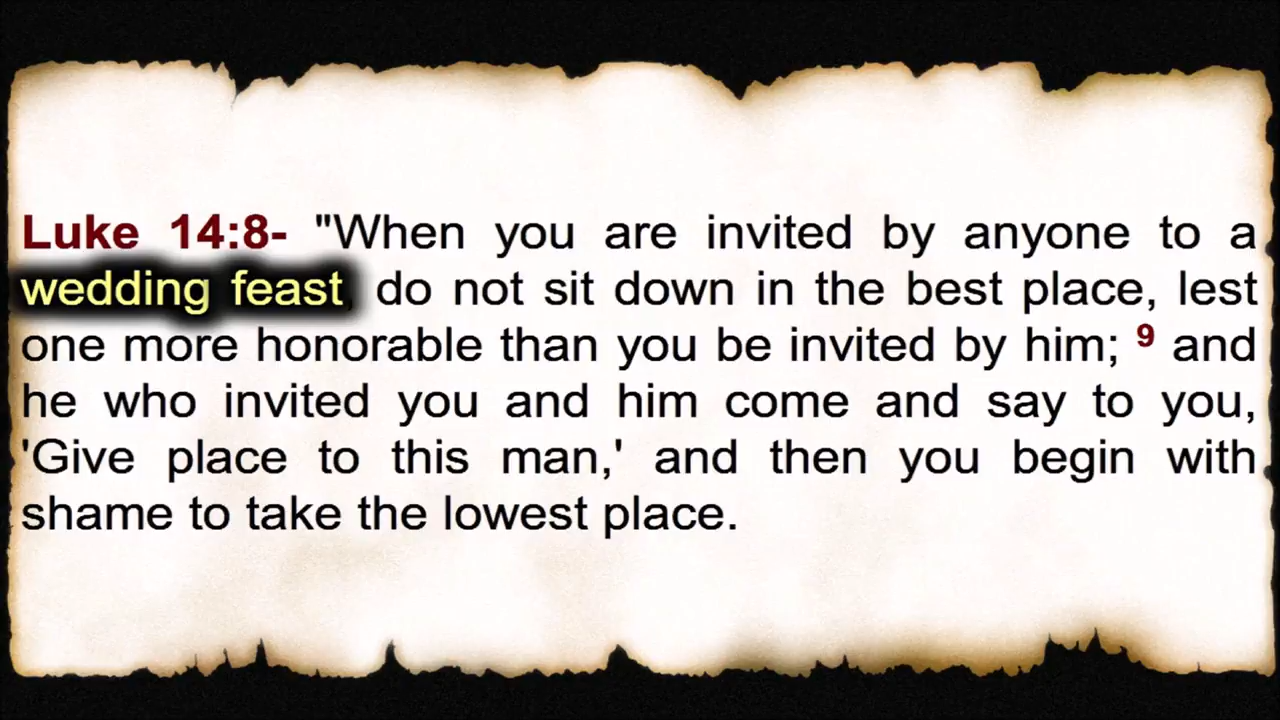 Luke 14:8- "When you are invited by anyone to a
wedding feast, do not sit down in the best place, lest
one more honorable than you be invited by him; 9 and
he who invited you and him come and say to you,
'Give place to this man,' and then you begin with
shame to take the lowest place.